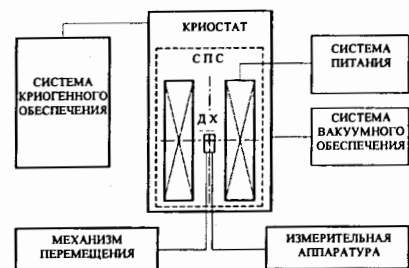 КРИОСТАТ
СПС
ДХ
СИСТЕМА
КРИОГЕННОГО
ОБЕСПЕЧЕНИЯ
СИСТЕМА
ПИТАНИЯ
СИСТЕМА
ВАКУУМНОГО
ОБЕСПЕЧЕНИЯ
МЕХАНИЗМ
ПЕРЕМЕЩЕНИЯ
ИЗМЕРИТЕЛЬНАЯ
АППАРАТУРА